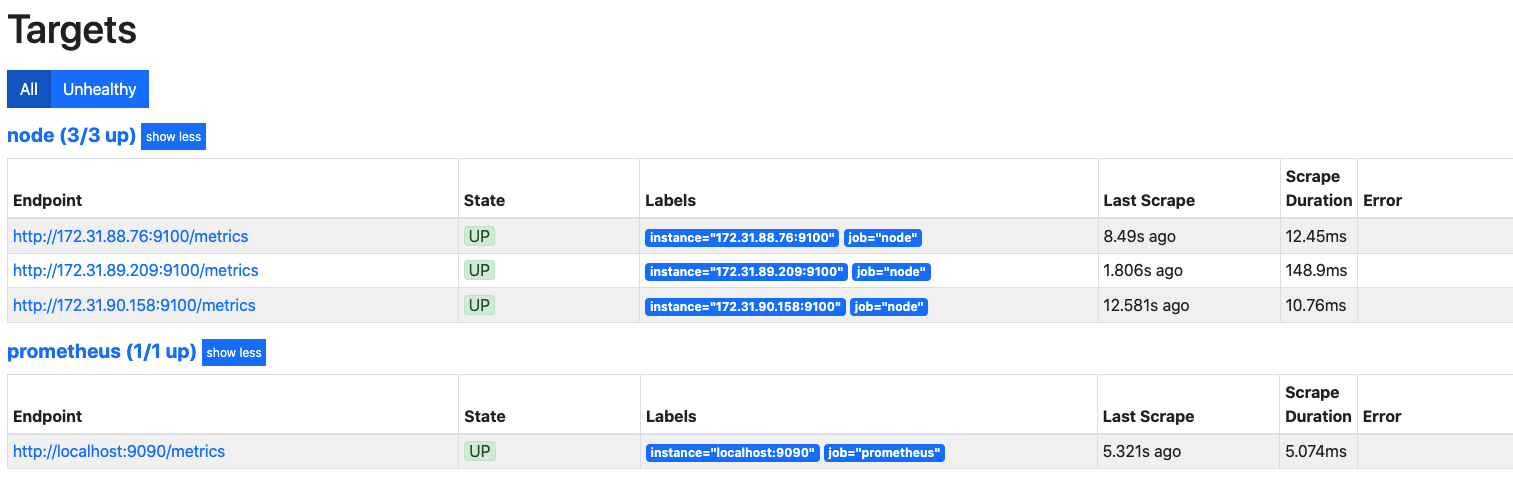 Targets
All Unhealthy
node (3/3 up) show less
Endpoint State Labels Last Scrape Scrape Duration Error
http://172.31.88.76:9100/metrics UP instance="172.31.88.76:9100" job="node" 8.49s ago 12.45ms
http://172.31.89.209:9100/metrics UP instance="172.31.89.209:9100" job="node" 1.806s ago 148.9ms
http://172.31.90.158:9100/metrics UP instance="172.31.90.158:9100" job="node" 12.581s ago 10.76ms
prometheus (1/1 up) show less
Endpoint State Labels Last Scrape Scrape Duration Error
http://localhost:9090/metrics UP instance="localhost:9090" job="prometheus" 5.321s ago 5.074ms